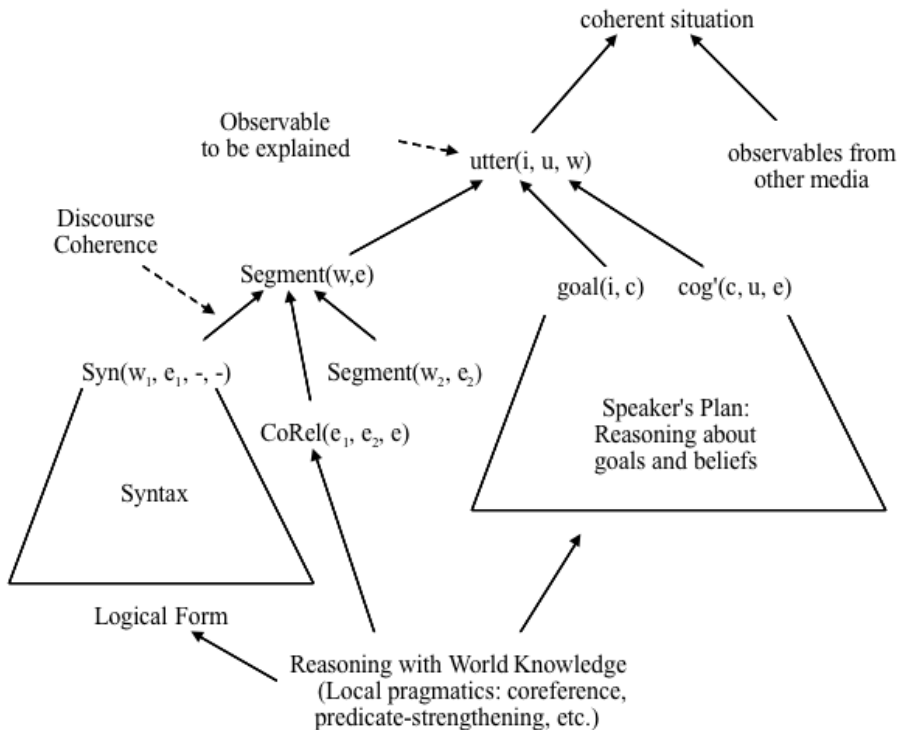 coherent situation
Observable
to be explained
utter(i, u, w)
observables from
other media
Discourse
Coherence
Segment(w,e)
goal(i, c)
cog'(c, u, e)
Syn(w₁, e₁, -, -)
Segment(w₂, e₂)
CoRel(e₁, e₂, e)
Speaker's Plan:
Reasoning about
goals and beliefs
Syntax
Logical Form
Reasoning with World Knowledge
(Local pragmatics: coreference,
predicate-strengthening, etc.)